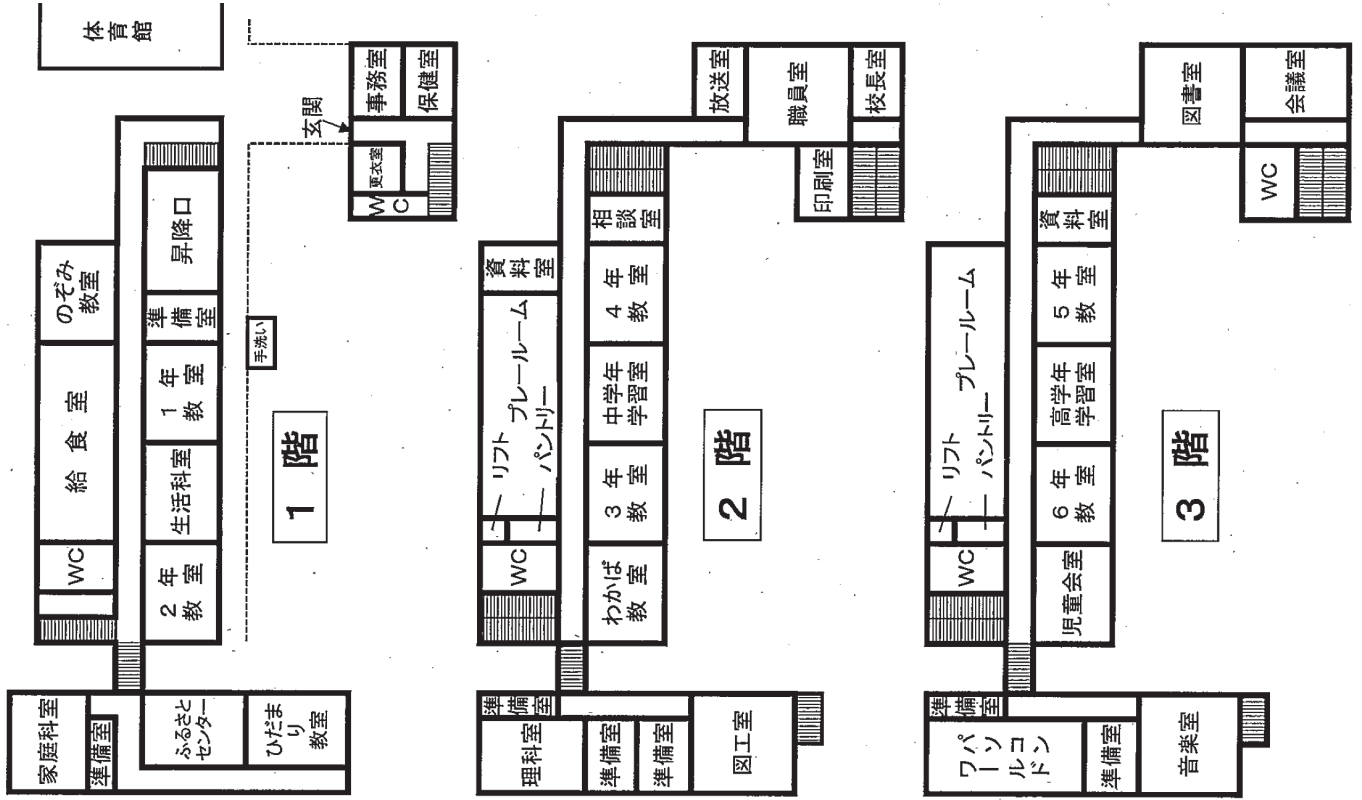 体育館
事務室
保健室
玄関
更衣室
WC
昇降口
準備室
1年
教室
生活科室
2年
教室
のぞみ
教室
給食室
WC
手洗い
家庭科室
準備室
ふるさと
センター
ひだまり
教室
1階
放送室
職員室
校長室
印刷室
相談室
4年
教室
中学年
学習室
3年
教室
わかば
教室
資料室
プレールーム
リフト
パントリー
WC
準備室
理科室
準備室
準備室
図工室
2階
図書室
会議室
WC
資料室
5年
教室
高学年
学習室
6年
教室
児童会室
プレールーム
リフト
パントリー
WC
準備室
パソコン
ワールド
準備室
音楽室
3階